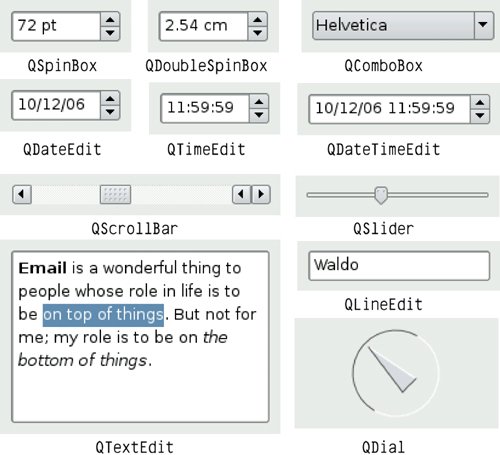 72 pt
2.54 cm
Helvetica
QSpinBox
QDoubleSpinBox
QComboBox
10/12/06
11:59:59
10/12/06 11:59:59
QDateEdit
QTimeEdit
QDateTimeEdit
QScrollBar
QSlider
Email is a wonderful thing to
people whose role in life is to
be on top of things. But not for
me; my role is to be on the
bottom of things.
QTextEdit
Waldo
QLineEdit
QDial